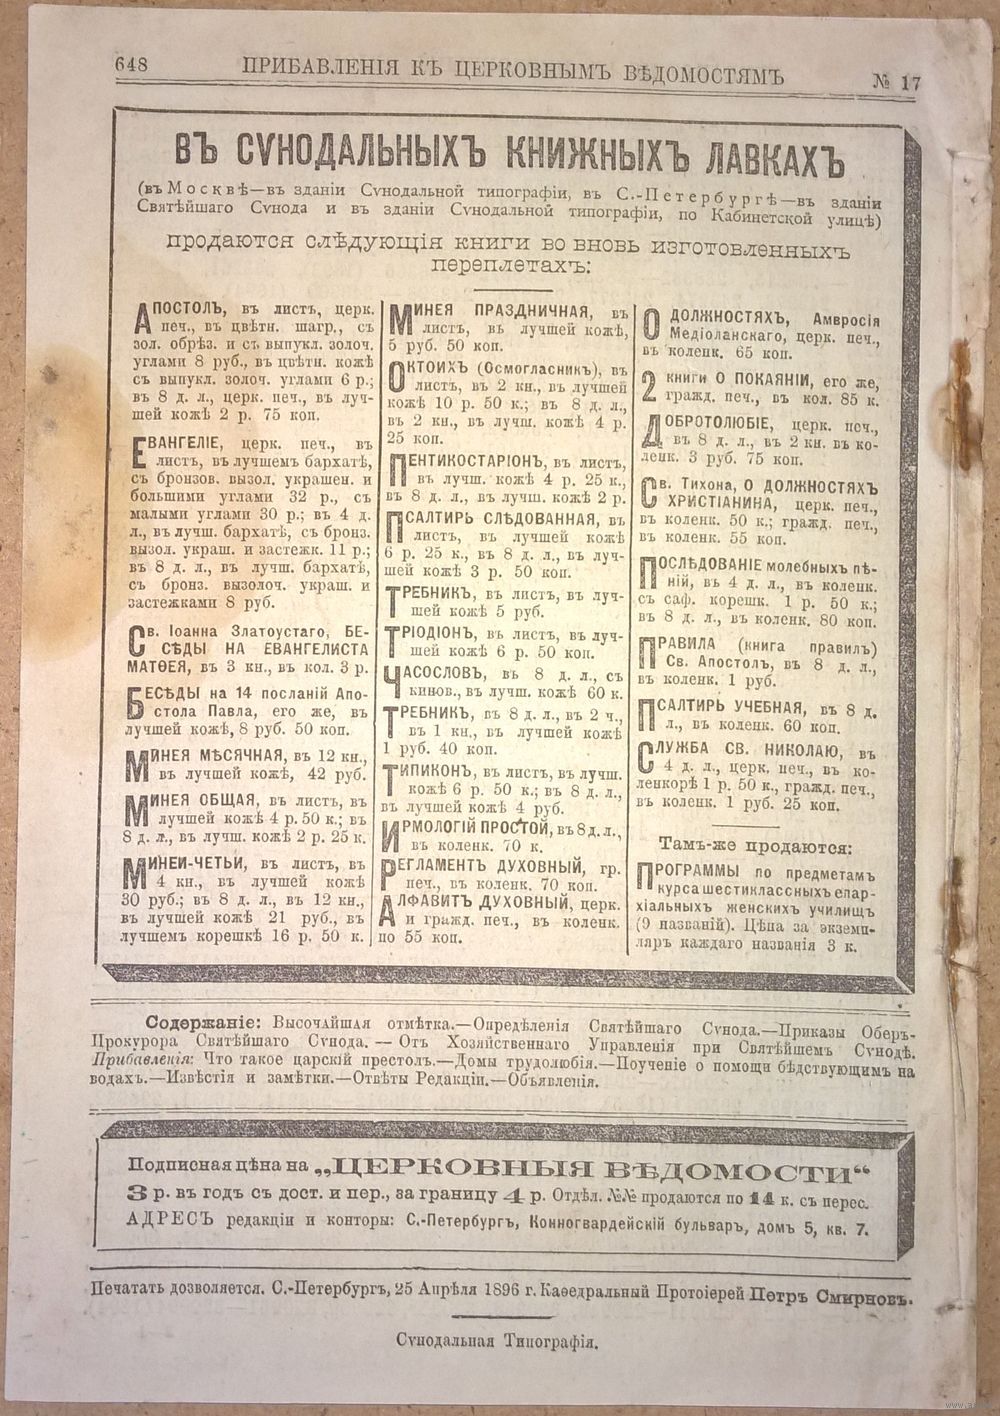 648
ПРИБАВЛЕНІЯ КЪ ЦЕРКОВНЫМЪ ВѢДОМОСТЯМЪ
№ 17
ВЪ СѴНОДАЛЬНЫХЪ КНИЖНЫХЪ ЛАВКАХЪ
(въ Москвѣ—въ зданіи Сѵнодальной типографіи, въ С.-Петербургѣ—въ зданіи
Святѣйшаго Сѵнода и въ зданіи Сѵнодальной типографіи, по Кабинетской улицѣ)
продаются слѣдующія книги во вновь изготовленныхъ
переплетахъ:
АПОСТОЛЪ, въ листъ, церк.
печ., въ цвѣтн. шагр., съ
зол. обрѣз. и съ выпукл. золоч.
углами 8 руб., въ цвѣтн. кожѣ
съ выпукл. золоч. углами 6 р.;
въ 8 д. л., церк. печ., въ луч-
шей кожѣ 2 р. 75 коп.
ЕВАНГЕЛІЕ, церк. печ., въ
листъ, въ лучшемъ бархатѣ,
съ бронзов. вызол. украшен. и
большими углами 32 р., съ
малыми углами 30 р.; въ 4 д.
л., въ лучш. бархатѣ, съ бронз.
вызол. украш. и застежк. 11 р.;
въ 8 д. л., въ лучш. бархатѣ,
съ бронз. вызолоч. украш. и
застежками 8 руб.
Св. Іоанна Златоустаго, БЕ-
СѢДЫ НА ЕВАНГЕЛИСТА
МАТѲЕЯ, въ 3 кн., въ кол. 3 р.
БЕСѢДЫ на 14 посланій Апо-
стола Павла, его же, въ
лучшей кожѣ, 8 руб. 50 коп.
МИНЕЯ МѢСЯЧНАЯ, въ 12 кн.,
въ лучшей кожѣ, 42 руб.
МИНЕЯ ОБЩАЯ, въ листъ, въ
лучшей кожѣ 4 р. 50 к.; въ
8 д. л., въ лучш. кожѣ 2 р. 25 к.
МИНЕИ-ЧЕТЬИ, въ листъ, въ
4 кн., въ лучшей кожѣ
30 руб.; въ 8 д. л., въ 12 кн.,
въ лучшей кожѣ 21 руб., въ
лучшемъ корешкѣ 16 р. 50 к.
МИНЕЯ ПРАЗДНИЧНАЯ, въ
листъ, въ лучшей кожѣ,
5 руб. 50 коп.
ОКТОИХЪ (Осмогласникъ), въ
листъ, въ 2 кн., въ лучшей
кожѣ 10 р. 50 к.; въ 8 д. л.,
въ 2 кн., въ лучш. кожѣ 4 р.
25 коп.
ПЕНТИКОСТАРІОНЪ, въ листъ,
въ лучш. кожѣ 4 р. 25 к.,
въ 8 д. л., въ лучш. кожѣ 2 р.
ПСАЛТИРЬ СЛѢДОВАННАЯ, въ
листъ, въ лучшей кожѣ
6 р. 25 к., въ 8 д. л., въ луч-
шей кожѣ 3 р. 50 коп.
ТРЕБНИКЪ, въ листъ, въ луч-
шей кожѣ 5 руб.
ТРІОДІОНЪ, въ листъ, въ луч-
шей кожѣ 6 р. 50 коп.
ЧАСОСЛОВЪ, въ 8 д. л., съ
кинов., въ лучш. кожѣ 60 к.
ТРЕБНИКЪ, въ 8 д. л., въ 2 ч.,
въ 1 кн., въ лучшей кожѣ
1 руб. 40 коп.
ТИПИКОНЪ, въ листъ, въ лучш.
кожѣ 6 р. 50 к.; въ 8 д. л.,
въ лучшей кожѣ 4 руб.
ИРМОЛОГІЙ ПРОСТОЙ, въ 8 д. л.,
въ коленк. 70 к.
РЕГЛАМЕНТЪ ДУХОВНЫЙ, гр.
печ., въ коленк. 70 коп.
АЛФАВИТЪ ДУХОВНЫЙ, церк.
и гражд. печ., въ коленк.
по 55 коп.
О ДОЛЖНОСТЯХЪ, Амвросія
Медіоланскаго, церк. печ.,
въ коленк. 65 коп.
2 книги О ПОКАЯНІИ, его же,
гражд. печ., въ кол. 85 к.
ДОБРОТОЛЮБІЕ, церк. печ.,
въ 8 д. л., въ 2 кн. въ ко-
ленк. 3 руб. 75 коп.
Св. Тихона, О ДОЛЖНОСТЯХЪ
ХРИСТІАНИНА, церк. печ.,
въ коленк. 50 к.; гражд. печ.,
въ коленк. 55 коп.
ПОСЛѢДОВАНІЕ молебныхъ пѣ-
ній, въ 4 д. л., въ коленк.
съ саф. корешк. 1 р. 50 к.;
въ 8 д. л., въ коленк. 80 коп.
ПРАВИЛА (книга правилъ)
Св. Апостолъ, въ 8 д. л.,
въ коленк. 1 руб.
ПСАЛТИРЬ УЧЕБНАЯ, въ 8 д.
л., въ коленк. 60 коп.
СЛУЖБА СВ. НИКОЛАЮ, въ
4 д. л., церк. печ., въ ко-
ленкорѣ 1 р. 50 к., гражд. печ.,
въ коленк. 1 руб. 25 коп.
Тамъ-же продаются:
ПРОГРАММЫ по предметамъ
курса шестиклассныхъ епар-
хіальныхъ женскихъ училищъ
(9 названій). Цѣна за экзем-
пляръ каждаго названія 3 к.
Содержаніе: Высочайшая отмѣтка.—Опредѣленія Святѣйшаго Сѵнода.—Приказы Оберъ-
Прокурора Святѣйшаго Сѵнода.—Отъ Хозяйственнаго Управленія при Святѣйшемъ Сѵнодѣ.
Прибавленія: Что такое царскій престолъ.—Домы трудолюбія.—Поученіе о помощи бѣдствующимъ на
водахъ.—Извѣстія и замѣтки.—Отвѣты Редакціи.—Объявленія.
Подписная цѣна на „ЦЕРКОВНЫЯ ВѢДОМОСТИ“
3 р. въ годъ съ дост. и пер., за границу 4 р. Отдѣл. №№ продаются по 14 к. съ перес.
АДРЕСЪ редакціи и конторы: С.-Петербургъ, Конногвардейскій бульваръ, домъ 5, кв. 7.
Печатать дозволяется. С.-Петербургъ, 25 Апрѣля 1896 г. Каѳедральный Протоіерей Петръ Смирновъ.
Сѵнодальная Типографія.